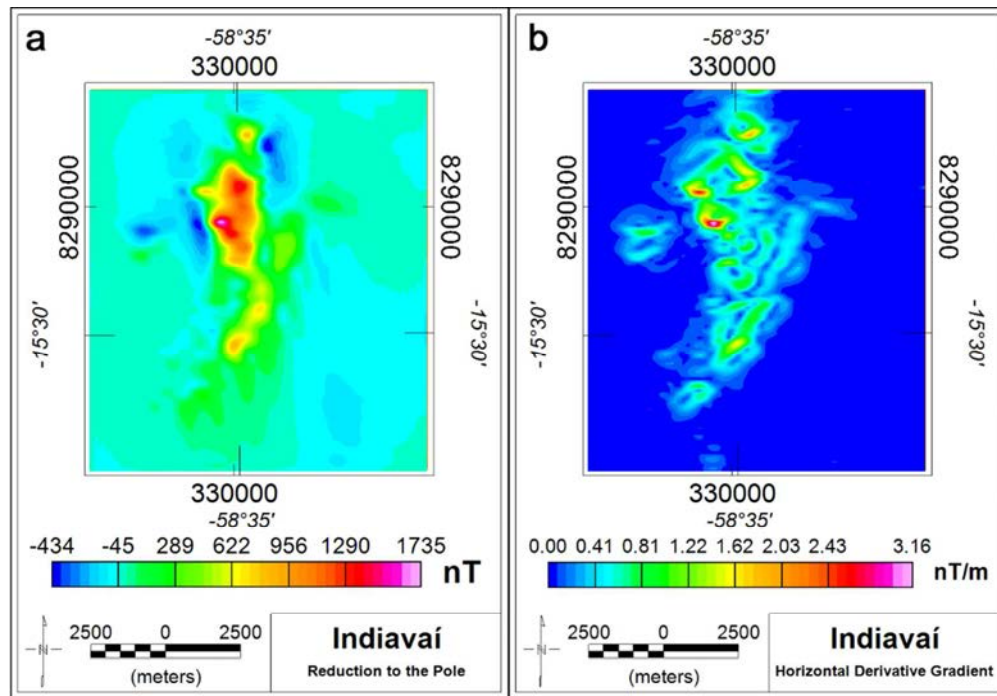 a
-58°35'
330000
8290000
8290000
-15°30'
-15°30'
330000
-58°35'
-434 -45 289 622 956 1290 1735
nT
N
2500 0 2500
(meters)
Indiavaí
Reduction to the Pole
b
-58°35'
330000
8290000
8290000
-15°30'
-15°30'
330000
-58°35'
0.00 0.41 0.81 1.22 1.62 2.03 2.43 3.16
nT/m
N
2500 0 2500
(meters)
Indiavaí
Horizontal Derivative Gradient